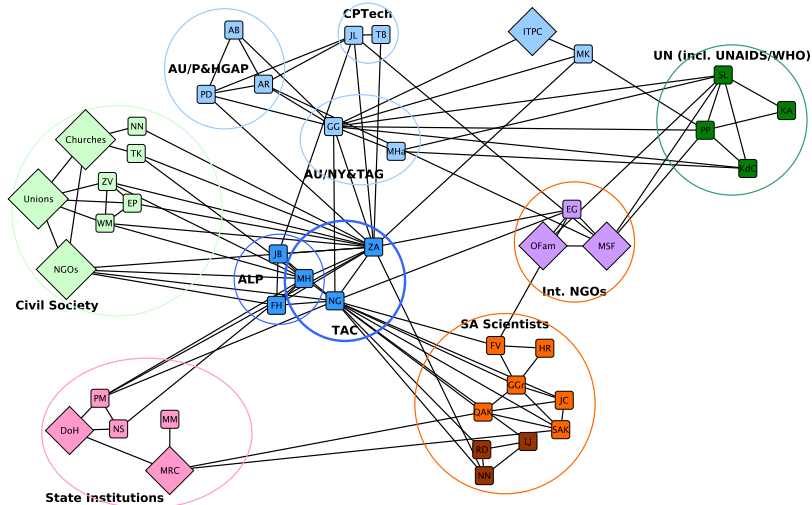 CPTech
AB
JL
TB
ITPC
MK
UN (incl. UNAIDS/WHO)
AU/P&HGAP
AR
PD
SL
KA
GG
PP
NN
Churches
TK
MHa
KdC
AU/NY&TAG
ZV
Unions
EP
WM
EG
OFam
MSF
ZA
JB
NGOs
ALP
MH
Int. NGOs
Civil Society
FH
NG
TAC
SA Scientists
FV
HR
GGr
PM
JC
QAK
MM
DoH
NS
SAK
LJ
RD
MRC
NN
State institutions